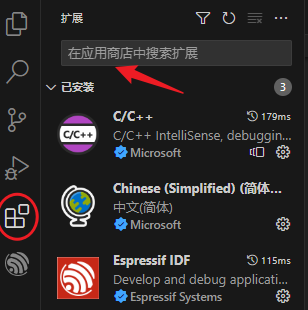 扩展
在应用商店中搜索扩展
已安装 3
C/C++ 179ms
C/C++
C/C++ IntelliSense, debuggin...
Microsoft
Chinese (Simplified) (简体...
中文(简体)
Microsoft
Espressif IDF 115ms
Develop and debug applicati...
Espressif Systems